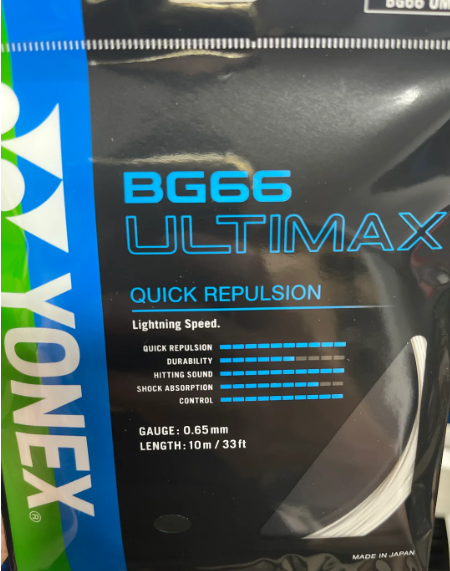 BG66 UM
BG66
ULTIMAX
QUICK REPULSION
Lightning Speed.
QUICK REPULSION
DURABILITY
HITTING SOUND
SHOCK ABSORPTION
CONTROL
GAUGE: 0.65mm
LENGTH: 10m / 33ft
YONEX®
MADE IN JAPAN